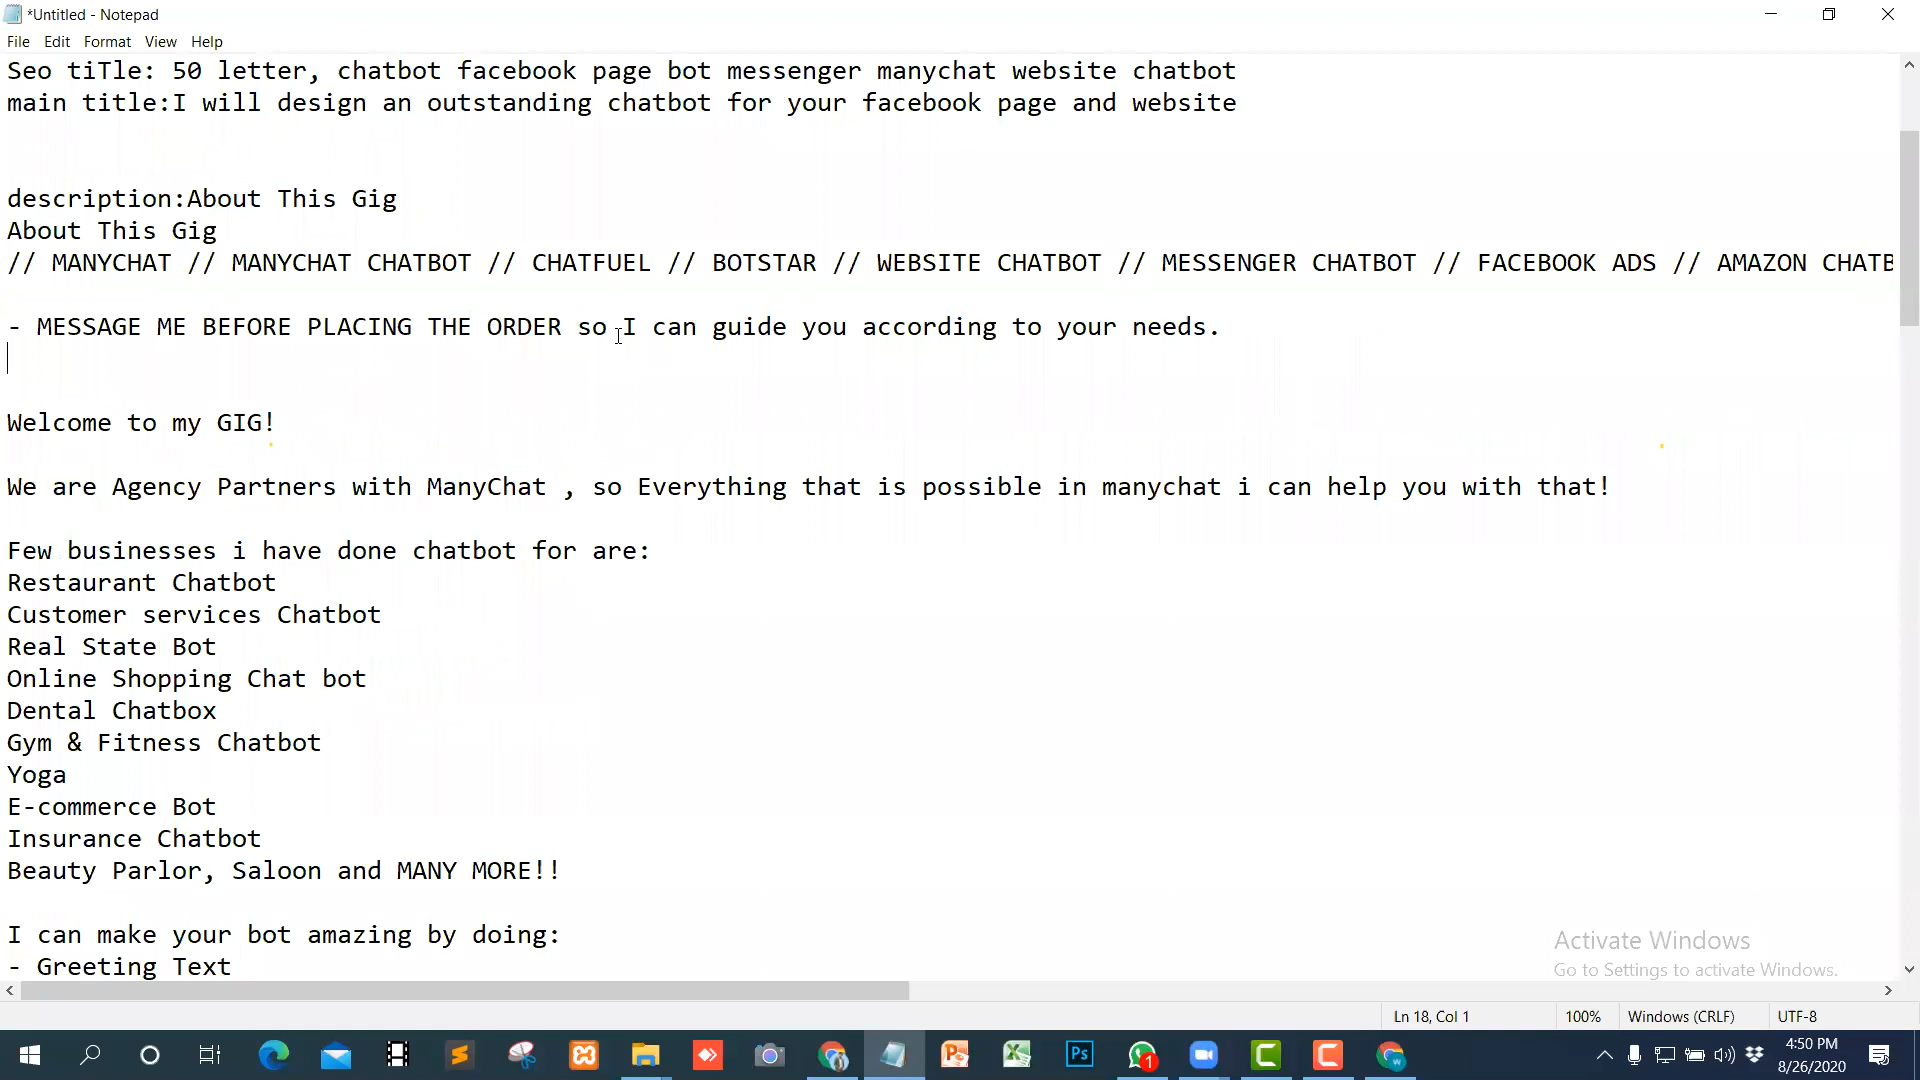 *Untitled - Notepad
File Edit Format View Help
Seo tiTle: 50 letter, chatbot facebook page bot messenger manychat website chatbot
main title:I will design an outstanding chatbot for your facebook page and website
description:About This Gig
About This Gig
// MANYCHAT // MANYCHAT CHATBOT // CHATFUEL // BOTSTAR // WEBSITE CHATBOT // MESSENGER CHATBOT // FACEBOOK ADS // AMAZON CHATB
- MESSAGE ME BEFORE PLACING THE ORDER so I can guide you according to your needs.
Welcome to my GIG!
We are Agency Partners with ManyChat , so Everything that is possible in manychat i can help you with that!
Few businesses i have done chatbot for are:
Restaurant Chatbot
Customer services Chatbot
Real State Bot
Online Shopping Chat bot
Dental Chatbox
Gym & Fitness Chatbot
Yoga
E-commerce Bot
Insurance Chatbot
Beauty Parlor, Saloon and MANY MORE!!
I can make your bot amazing by doing:
- Greeting Text
Activate Windows
Go to Settings to activate Windows.
Ln 18, Col 1 100% Windows (CRLF) UTF-8
Ps 1 w
4:50 PM
8/26/2020